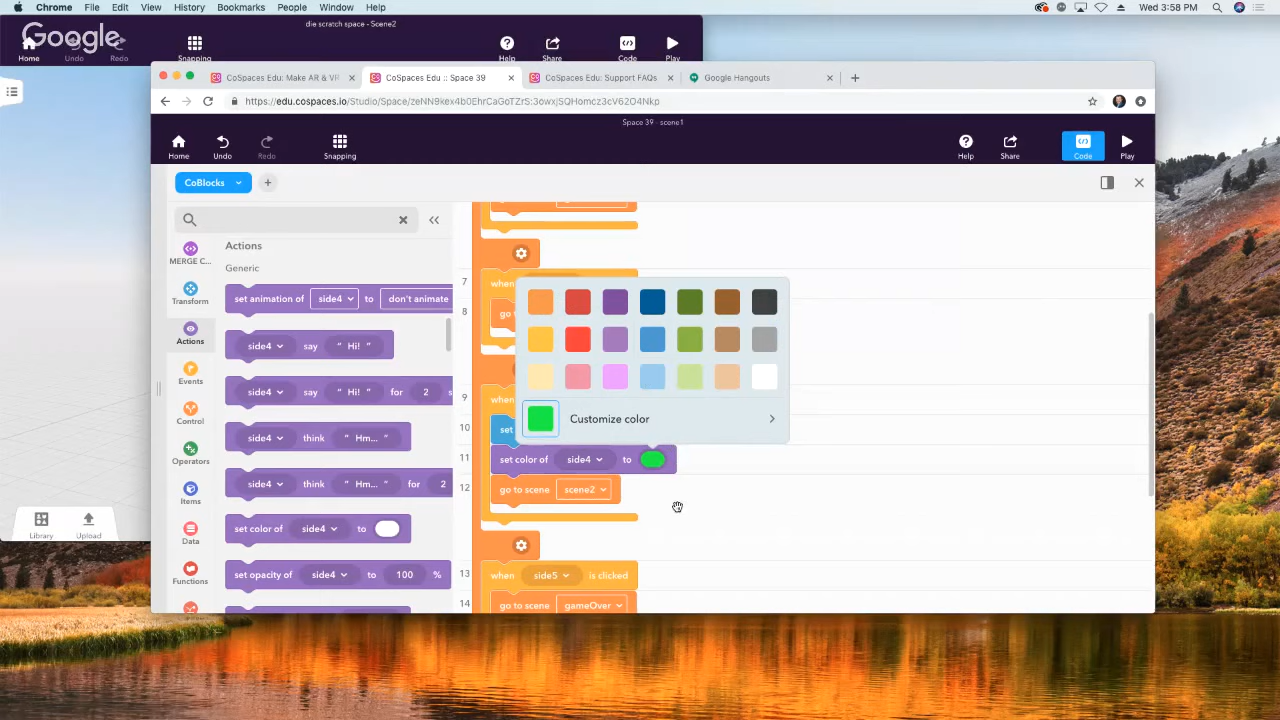 Chrome File Edit View History Bookmarks People Window Help Wed 3:58 PM
die scratch space - Scene2
Google
Home Undo Redo Snapping Help Share Code Play
CoSpaces Edu: Make AR & VR
CoSpaces Edu :: Space 39
CoSpaces Edu: Support FAQs
Google Hangouts
https://edu.cospaces.io/Studio/Space/zeNN9kex4b0EhrCaGoTZrS:3owxjSQHomcz3cV62O4Nkp
Space 39 - scene1
Home Undo Redo Snapping Help Share Code Play
CoBlocks
MERGE C...
Transform
Actions
Events
Control
Operators
Items
Data
Functions
Actions
Generic
set animation of side4 to don't animate
side4 say “ Hi! ”
side4 say “ Hi! ” for 2 s
side4 think “ Hm... ”
side4 think “ Hm... ” for 2
set color of side4 to
set opacity of side4 to 100 %
7 when
8 go to
9 when
10 set
Customize color
11 set color of side4 to
12 go to scene scene2
13 when side5 is clicked
14 go to scene gameOver
Library Upload